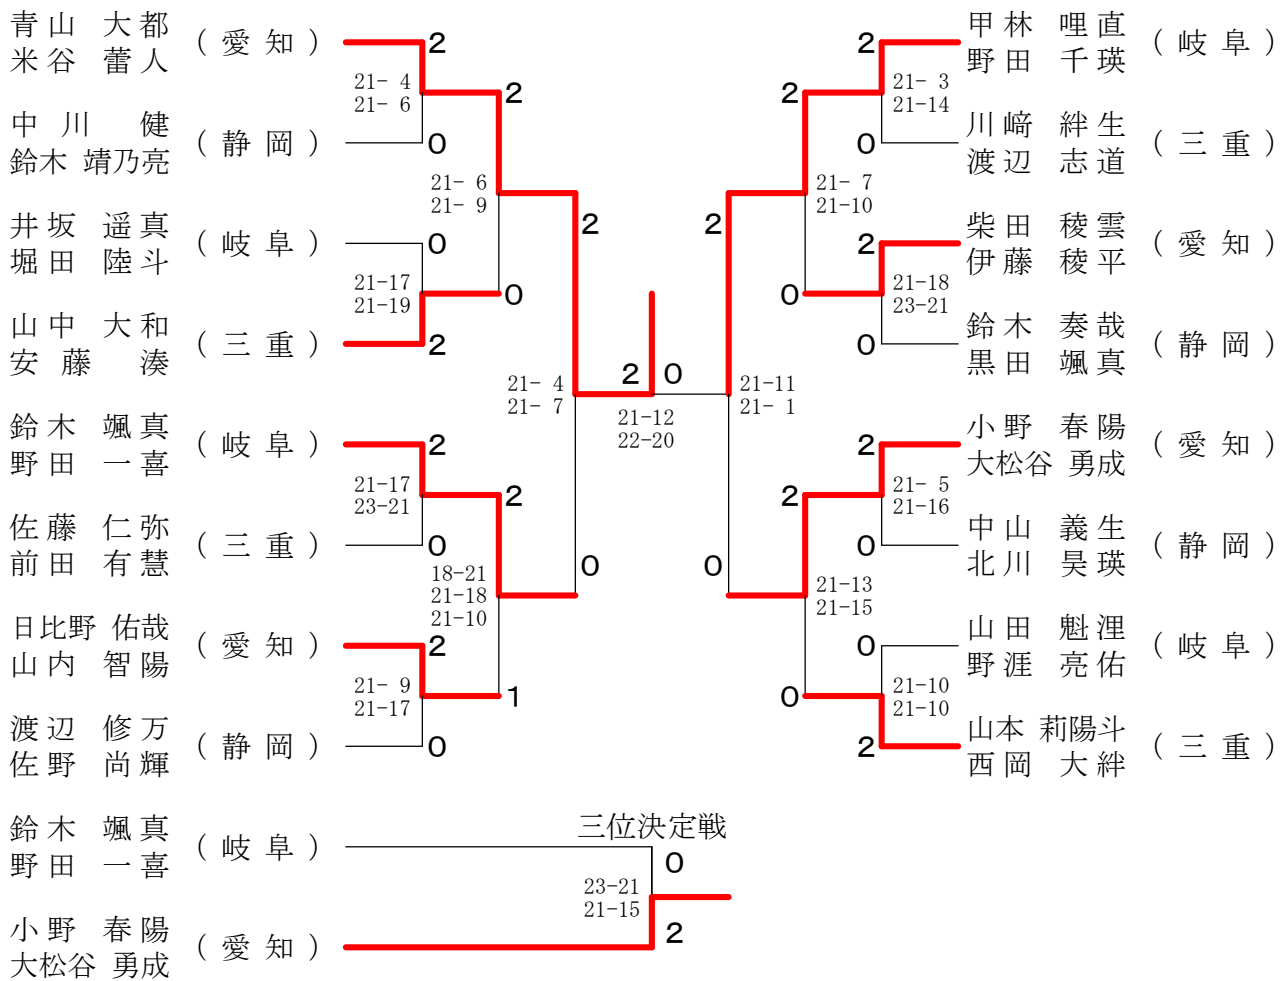 青山 大都
米谷 蕾人
(愛知)
2
21- 4
21- 6
中川 健
鈴木 靖乃亮
(静岡)
0
2
21- 6
21- 9
井坂 遥真
堀田 陸斗
(岐阜)
0
21-17
21-19
山中 大和
安藤 湊
(三重)
2
0
2
21- 4
21- 7
鈴木 颯真
野田 一喜
(岐阜)
2
21-17
23-21
佐藤 仁弥
前田 有慧
(三重)
0
2
18-21
21-18
21-10
日比野 佑哉
山内 智陽
(愛知)
2
21- 9
21-17
渡辺 修万
佐野 尚輝
(静岡)
0
1
0
2
0
21-12
22-20
甲林 哩直
野田 千瑛
(岐阜)
2
21- 3
21-14
川﨑 絆生
渡辺 志道
(三重)
0
2
21- 7
21-10
柴田 稜雲
伊藤 稜平
(愛知)
2
21-18
23-21
鈴木 奏哉
黒田 颯真
(静岡)
0
0
2
21-11
21- 1
小野 春陽
大松谷 勇成
(愛知)
2
21- 5
21-16
中山 義生
北川 昊瑛
(静岡)
0
2
21-13
21-15
山田 魁浬
野涯 亮佑
(岐阜)
0
21-10
21-10
山本 莉陽斗
西岡 大絆
(三重)
2
0
0
三位決定戦
鈴木 颯真
野田 一喜
(岐阜)
0
23-21
21-15
小野 春陽
大松谷 勇成
(愛知)
2